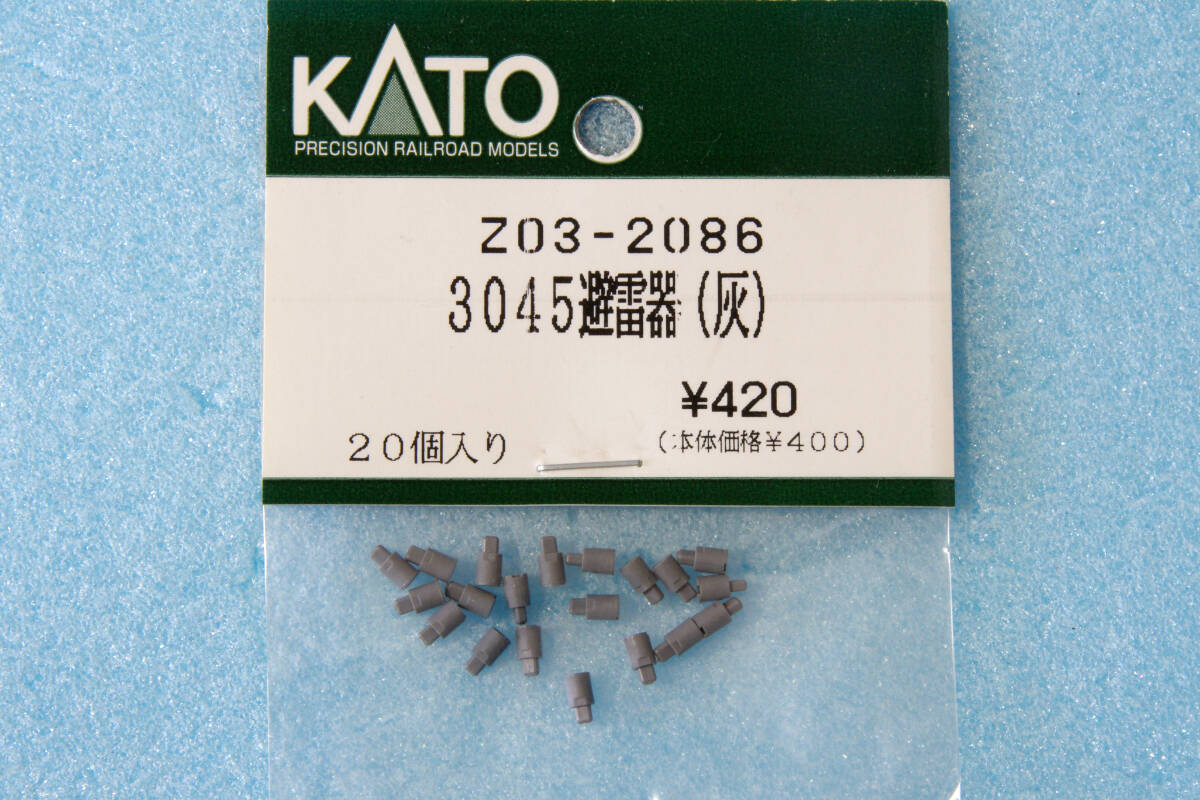 KATO
PRECISION RAILROAD MODELS
Z03-2086
3045避雷器(灰)
¥420
20個入り
(本体価格¥400)